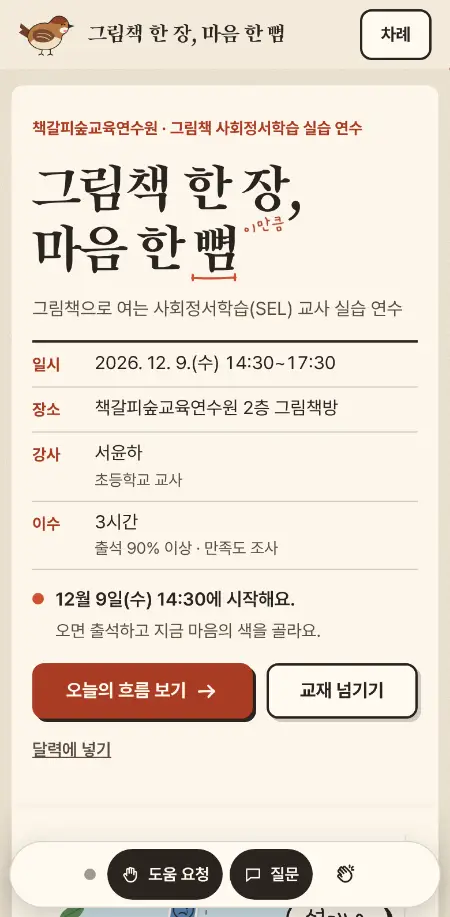 그림책 한 장, 마음 한 뼘
차례
책갈피숲교육연수원 · 그림책 사회정서학습 실습 연수
그림책 한 장,
마음 한 뼘
이만큼
그림책으로 여는 사회정서학습(SEL) 교사 실습 연수
일시 2026. 12. 9.(수) 14:30~17:30
장소 책갈피숲교육연수원 2층 그림책방
강사 서윤하
초등학교 교사
이수 3시간
출석 90% 이상 · 만족도 조사
12월 9일(수) 14:30에 시작해요.
오면 출석하고 지금 마음의 색을 골라요.
오늘의 흐름 보기 →
교재 넘기기
달력에 넣기
도움 요청
질문